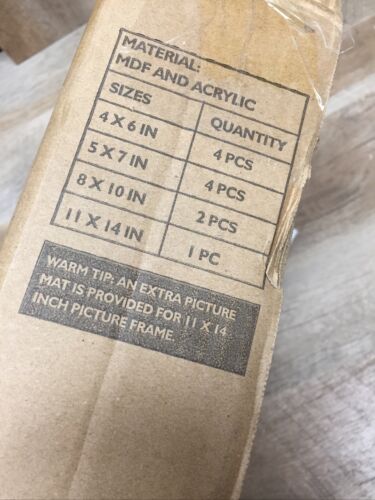 MATERIAL:
MDF AND ACRYLIC
SIZES QUANTITY
4 X 6 IN 4 PCS
5 X 7 IN 4 PCS
8 X 10 IN 2 PCS
11 X 14 IN 1 PC
WARM TIP: AN EXTRA PICTURE
MAT IS PROVIDED FOR 11 X 14
INCH PICTURE FRAME.